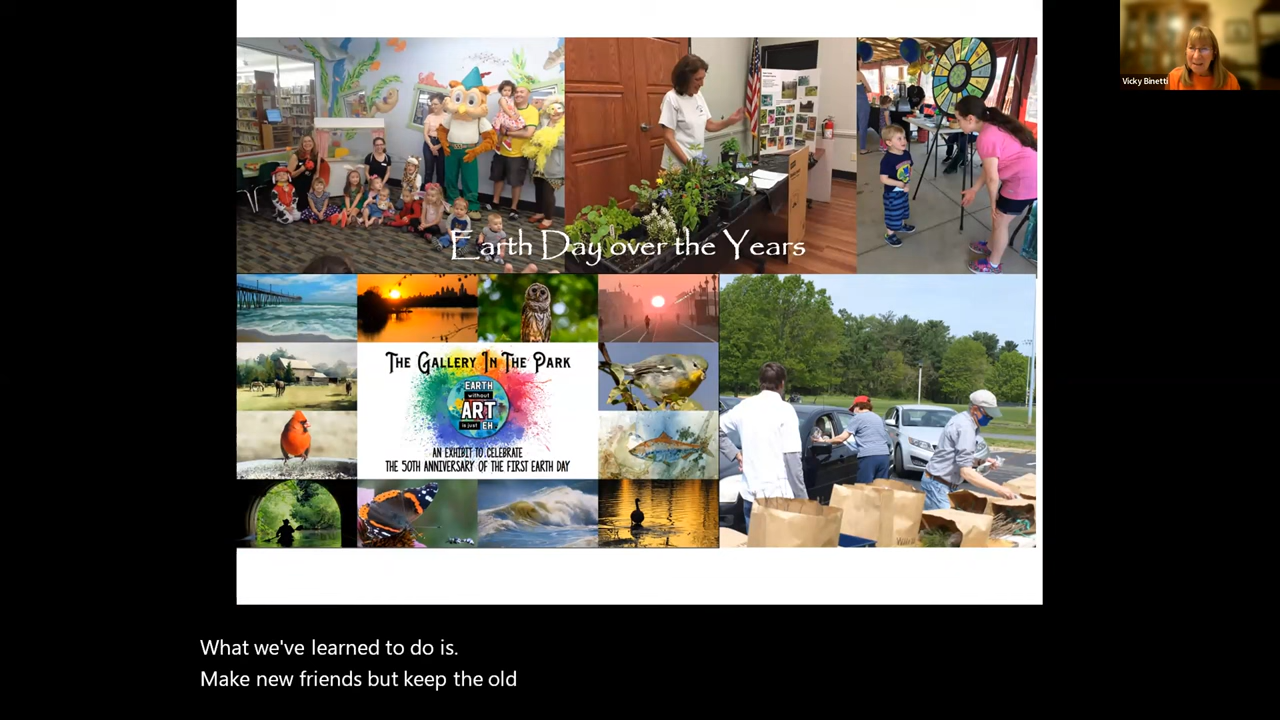 Vicky Binetti
Earth Day over the Years
The Gallery In The Park
EARTH
without
ART
is just EH
AN EXHIBIT TO CELEBRATE
THE 50TH ANNIVERSARY OF THE FIRST EARTH DAY
What we've learned to do is.
Make new friends but keep the old